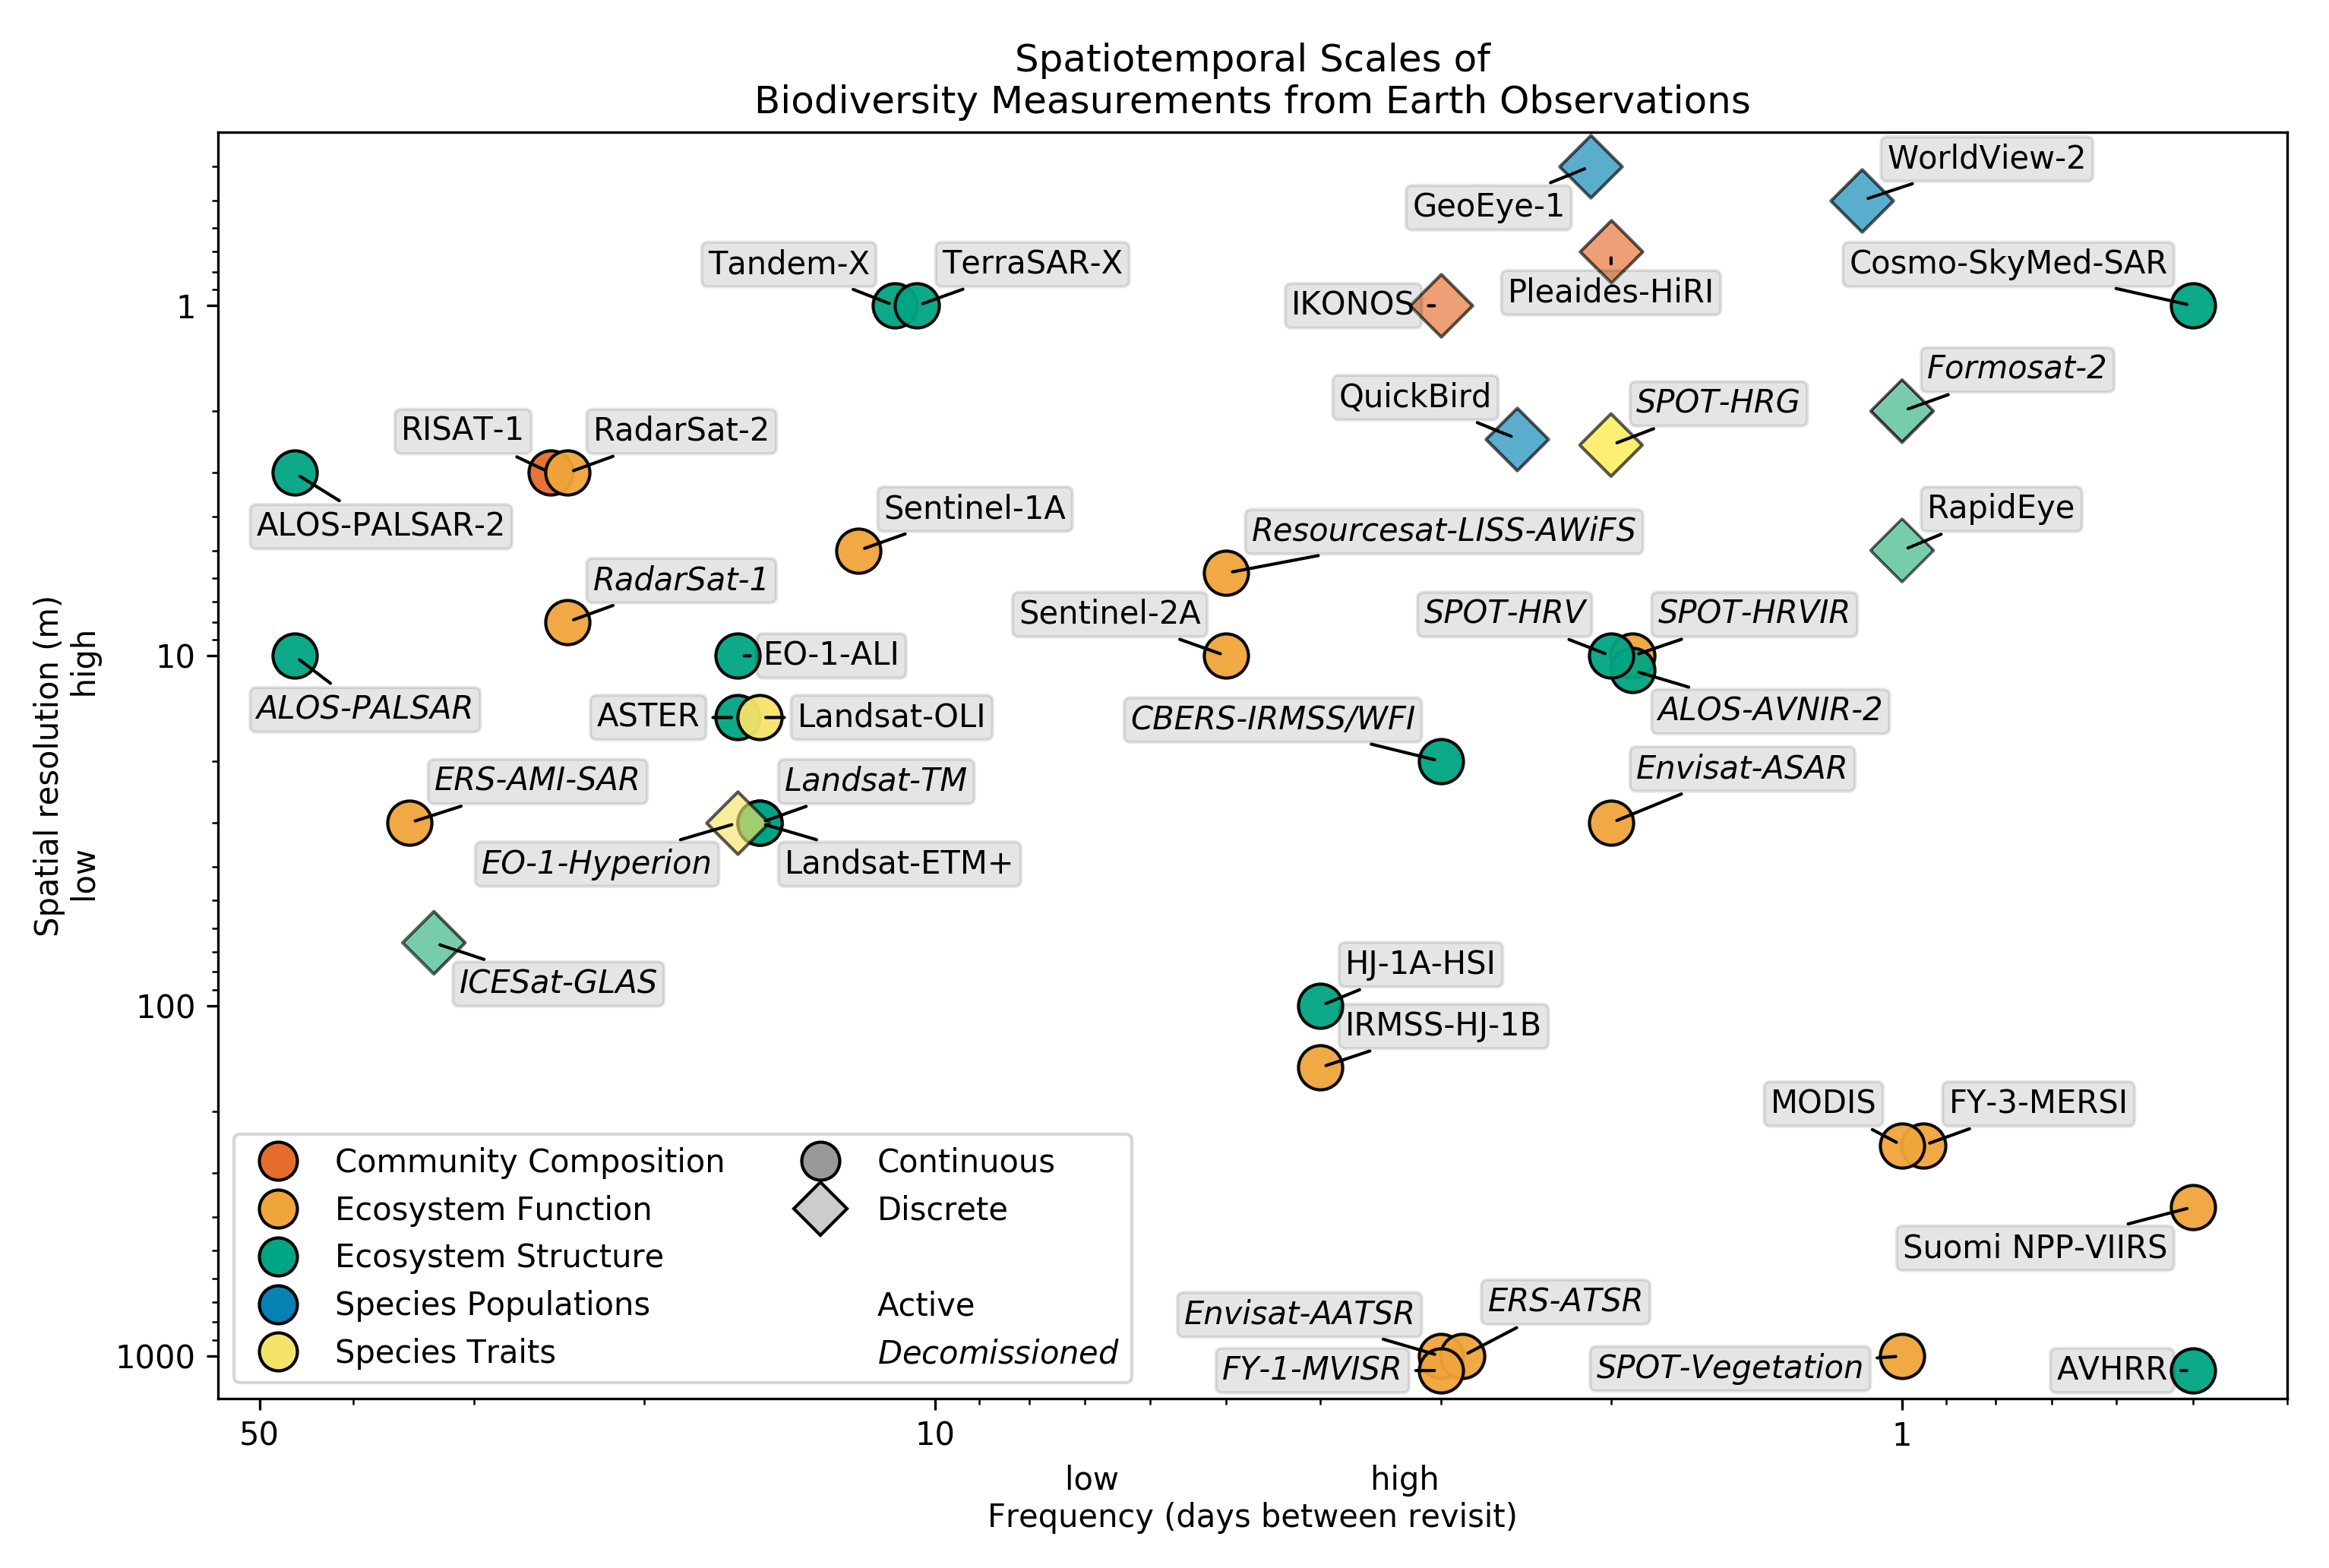 Spatiotemporal Scales of
Biodiversity Measurements from Earth Observations
WorldView-2
GeoEye-1
Tandem-X
TerraSAR-X
Cosmo-SkyMed-SAR
Pleaides-HiRI
IKONOS
1
Formosat-2
QuickBird
SPOT-HRG
RISAT-1
RadarSat-2
Sentinel-1A
RapidEye
ALOS-PALSAR-2
Resourcesat-LISS-AWiFS
RadarSat-1
Sentinel-2A
SPOT-HRV
SPOT-HRVIR
10
EO-1-ALI
ALOS-PALSAR
ASTER
Landsat-OLI
CBERS-IRMSS/WFI
ALOS-AVNIR-2
ERS-AMI-SAR
Landsat-TM
Envisat-ASAR
EO-1-Hyperion
Landsat-ETM+
Spatial resolution (m)
low high
HJ-1A-HSI
ICESat-GLAS
100
IRMSS-HJ-1B
MODIS
FY-3-MERSI
Suomi NPP-VIIRS
Envisat-AATSR
ERS-ATSR
1000
FY-1-MVISR
SPOT-Vegetation
AVHRR
Community Composition
Ecosystem Function
Ecosystem Structure
Species Populations
Species Traits
Continuous
Discrete
Active
Decomissioned
50 10 1
low high
Frequency (days between revisit)